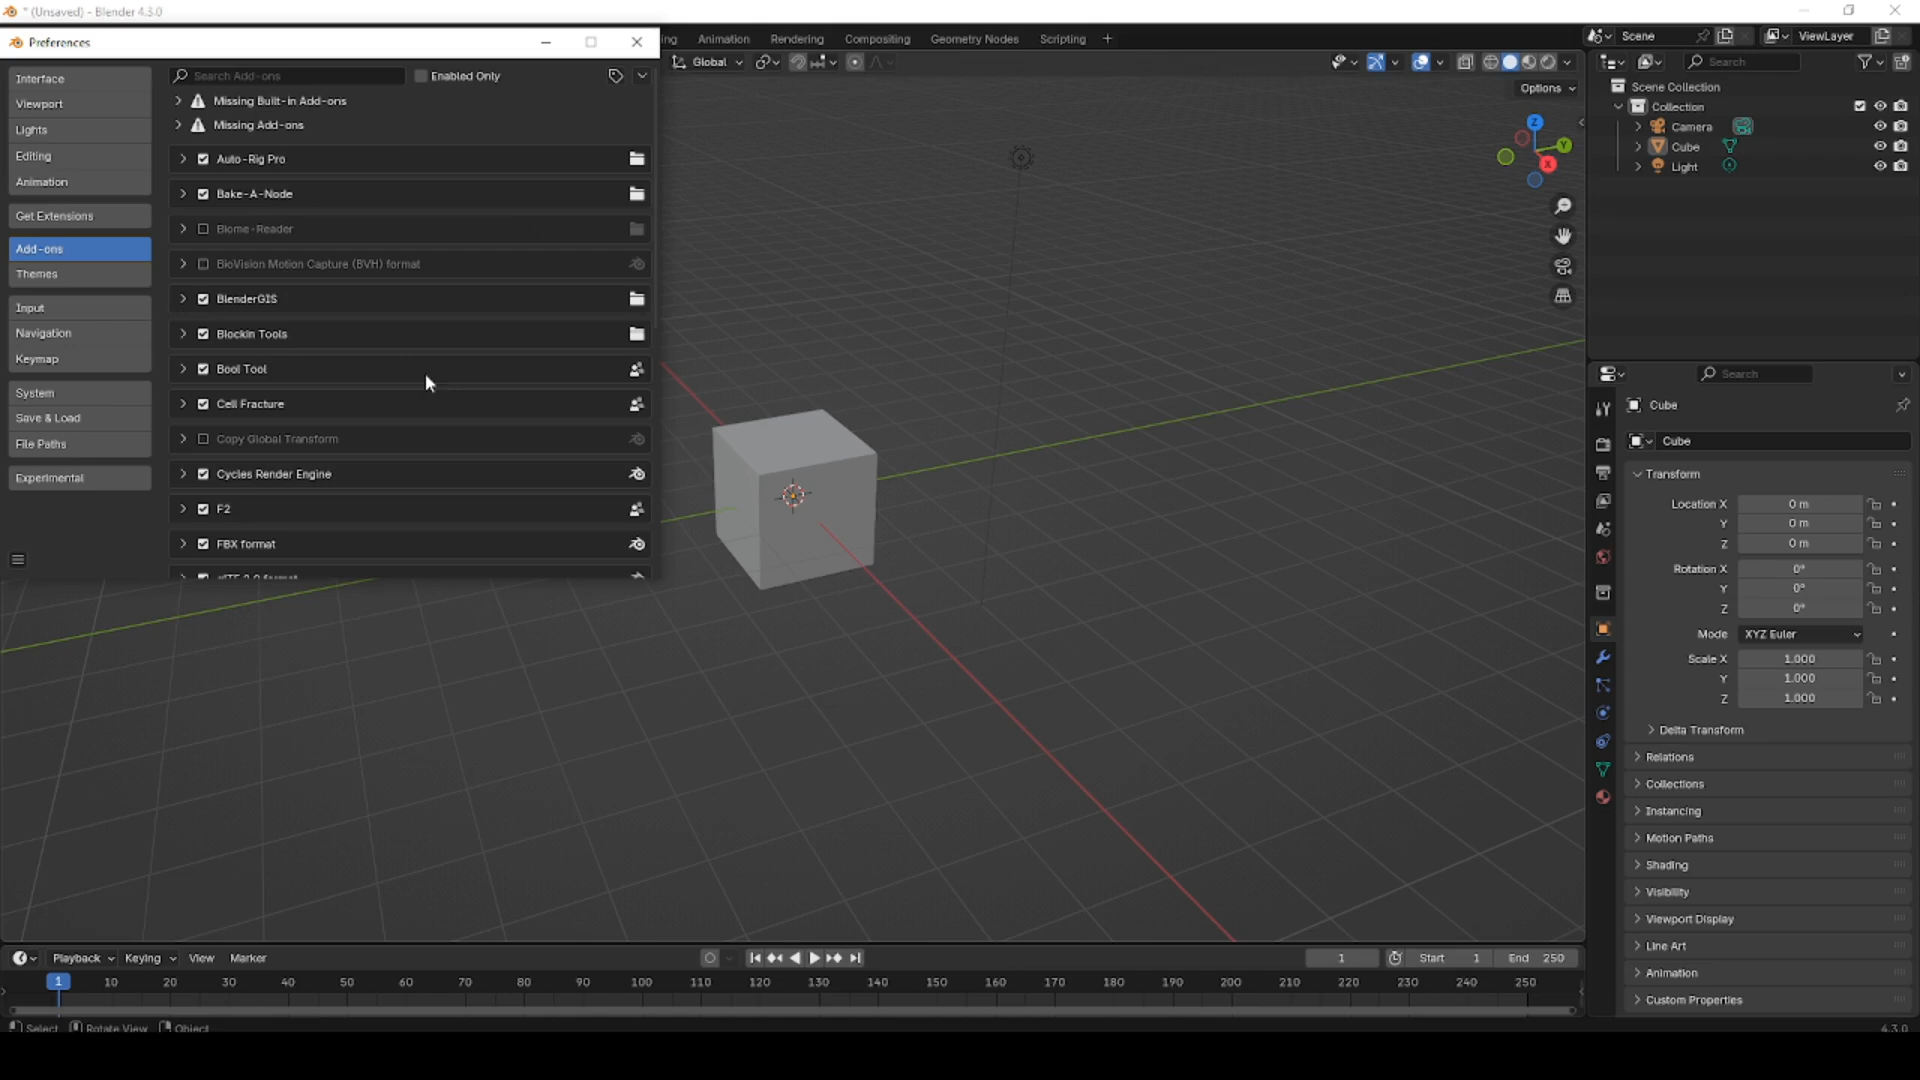 * (Unsaved) - Blender 4.3.0
Preferences
Animation Rendering Compositing Geometry Nodes Scripting +
Scene
ViewLayer
Interface
Viewport
Lights
Editing
Animation
Get Extensions
Add-ons
Themes
Input
Navigation
Keymap
System
Save & Load
File Paths
Experimental
Search Add-ons
Enabled Only
Missing Built-in Add-ons
Missing Add-ons
Auto-Rig Pro
Bake-A-Node
Biome-Reader
BioVision Motion Capture (BVH) format
BlenderGIS
Blockin Tools
Bool Tool
Cell Fracture
Copy Global Transform
Cycles Render Engine
F2
FBX format
Global
Options
Z
Y
X
Search
Scene Collection
Collection
Camera
Cube
Light
Search
Cube
Cube
Transform
Location X 0 m
Y 0 m
Z 0 m
Rotation X 0°
Y 0°
Z 0°
Mode XYZ Euler
Scale X 1.000
Y 1.000
Z 1.000
Delta Transform
Relations
Collections
Instancing
Motion Paths
Shading
Visibility
Viewport Display
Line Art
Animation
Custom Properties
Playback Keying View Marker
1 Start 1 End 250
1 10 20 30 40 50 60 70 80 90 100 110 120 130 140 150 160 170 180 190 200 210 220 230 240 250
Select Rotate View Object
4.3.0